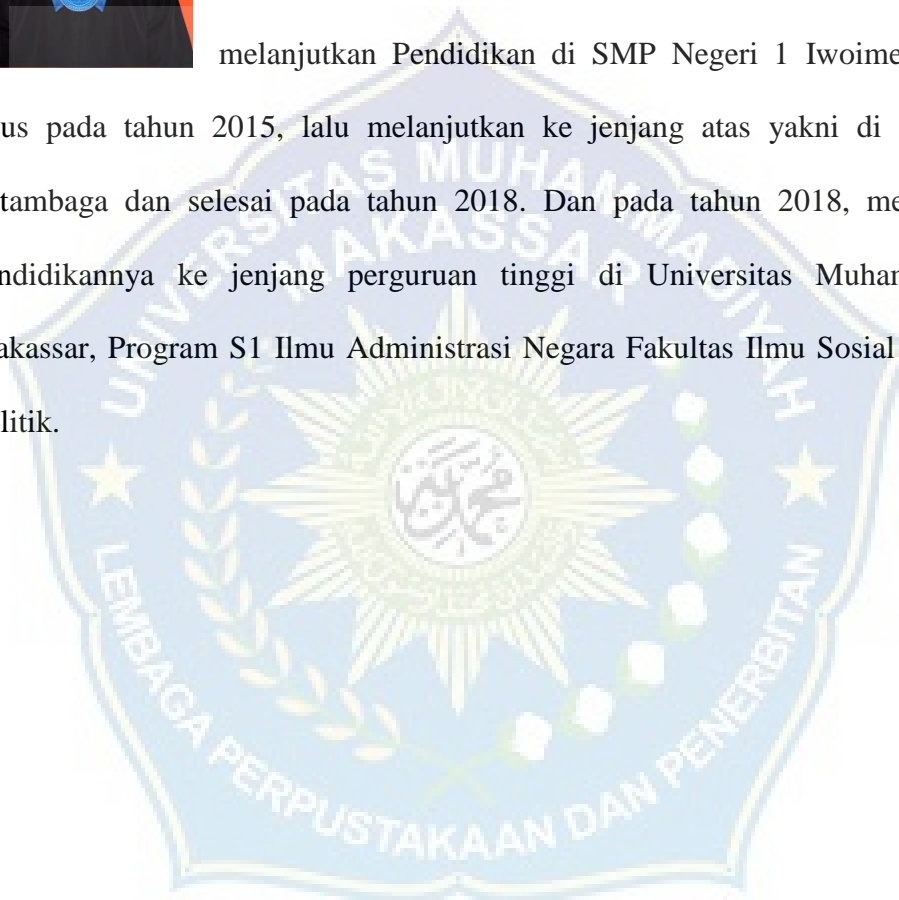 melanjutkan Pendidikan di SMP Negeri 1 Iwoime
us pada tahun 2015, lalu melanjutkan ke jenjang atas yakni di
tambaga dan selesai pada tahun 2018. Dan pada tahun 2018, me
ndidikannya ke jenjang perguruan tinggi di Universitas Muham
akassar, Program S1 Ilmu Administrasi Negara Fakultas Ilmu Sosial
litik.
UNIVERSITAS MUHAMMADIYAH
MAKASSAR
محمدية
LEMBAGA PERPUSTAKAAN DAN PENERBITAN